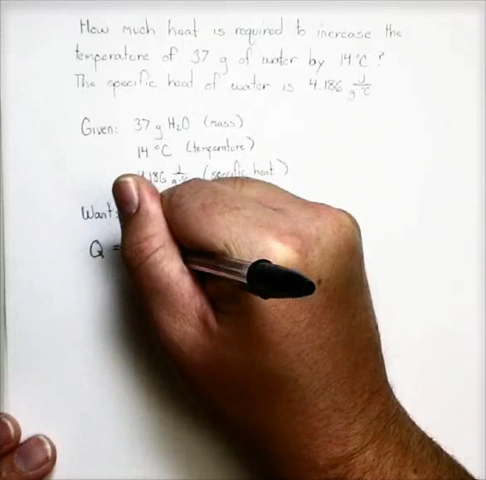 How much heat is required to increase the
temperature of 37 g of water by 14°C?
The specific heat of water is 4.186 J/g°C
Given: 37 g H₂O (mass)
14 °C (temperature)
(specific heat)
Want:
Q =